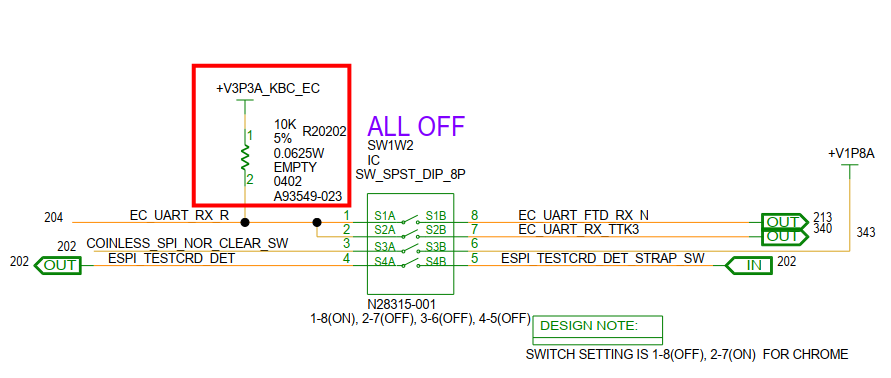 +V3P3A_KBC_EC
1
10K
5%
R20202
0.0625W
EMPTY
2
0402
A93549-023
ALL OFF
SW1W2
IC
SW_SPST_DIP_8P
+V1P8A
204
EC_UART_RX_R
1
S1A
S1B
8
EC_UART_FTD_RX_N
OUT
213
2
S2A
S2B
7
EC_UART_RX_TTK3
OUT
340
343
202
COINLESS_SPI_NOR_CLEAR_SW
3
S3A
S3B
6
202
OUT
ESPI_TESTCRD_DET
4
S4A
S4B
5
ESPI_TESTCRD_DET_STRAP_SW
IN
202
N28315-001
1-8(ON), 2-7(OFF), 3-6(OFF), 4-5(OFF)
DESIGN NOTE:
SWITCH SETTING IS 1-8(OFF), 2-7(ON) FOR CHROME